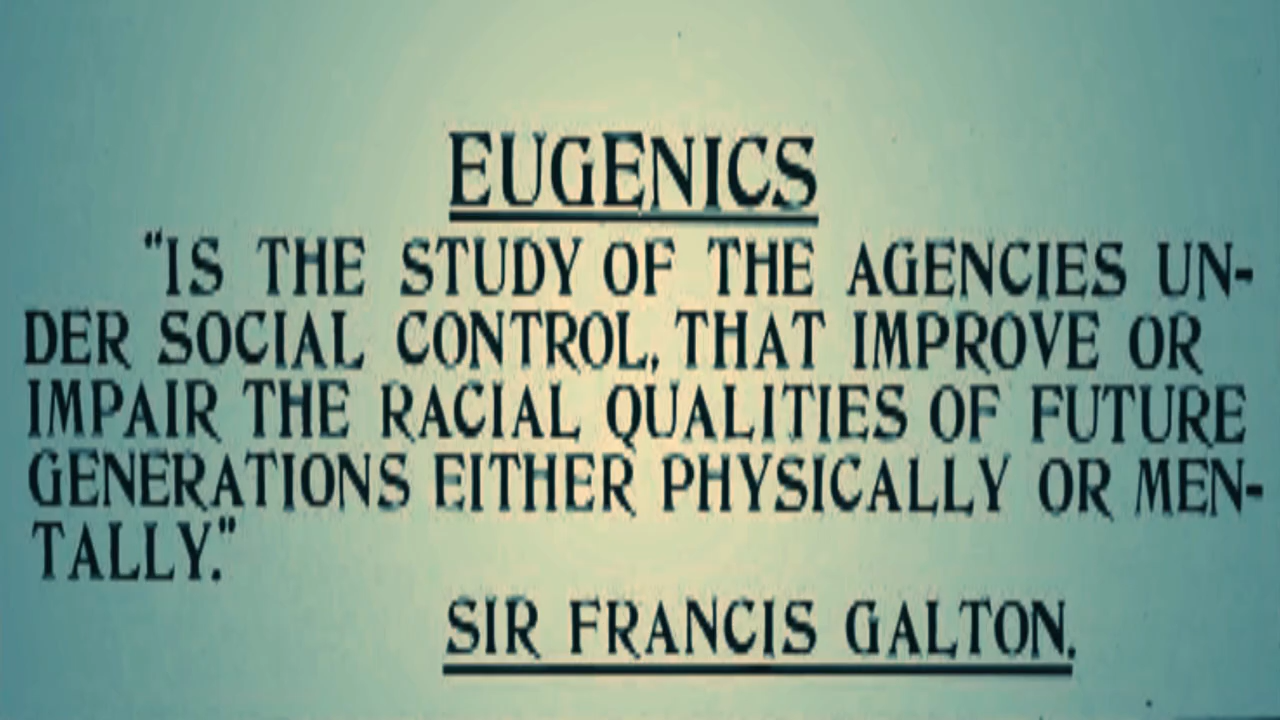 EUGENICS
"IS THE STUDY OF THE AGENCIES UN-
DER SOCIAL CONTROL, THAT IMPROVE OR
IMPAIR THE RACIAL QUALITIES OF FUTURE
GENERATIONS EITHER PHYSICALLY OR MEN-
TALLY."
SIR FRANCIS GALTON.